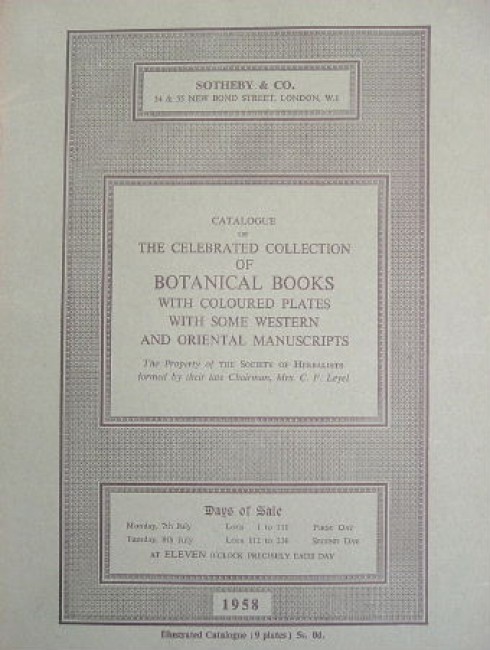 SOTHEBY & CO.
34 & 35 NEW BOND STREET, LONDON, W.1
CATALOGUE
OF
THE CELEBRATED COLLECTION
OF
BOTANICAL BOOKS
WITH COLOURED PLATES
WITH SOME WESTERN
AND ORIENTAL MANUSCRIPTS
The Property of THE SOCIETY OF HERBALISTS
formed by their late Chairman, Mrs. C. F. Leyel
Days of Sale
Monday, 7th July Lots 1 to 111 First Day
Tuesday, 8th July Lots 112 to 236 Second Day
AT ELEVEN O'CLOCK PRECISELY EACH DAY
1958
Illustrated Catalogue (9 plates) 5s. 0d.